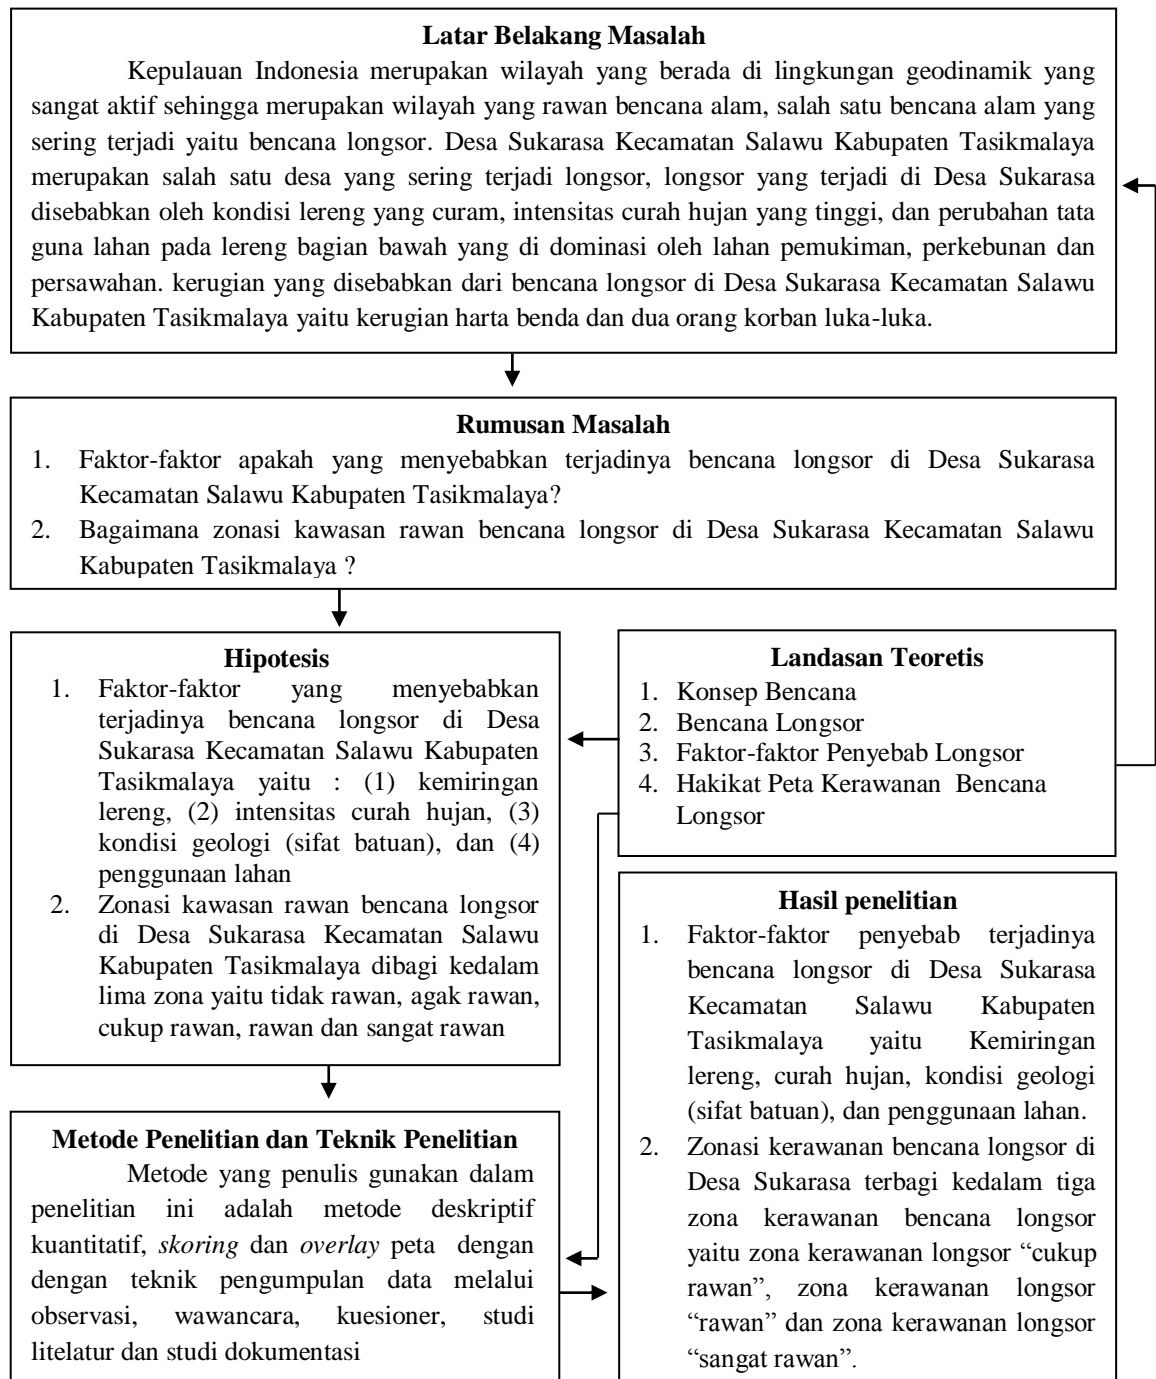 Latar Belakang Masalah
Kepulauan Indonesia merupakan wilayah yang berada di lingkungan geodinamik yang
sangat aktif sehingga merupakan wilayah yang rawan bencana alam, salah satu bencana alam yang
sering terjadi yaitu bencana longsor. Desa Sukarasa Kecamatan Salawu Kabupaten Tasikmalaya
merupakan salah satu desa yang sering terjadi longsor, longsor yang terjadi di Desa Sukarasa
disebabkan oleh kondisi lereng yang curam, intensitas curah hujan yang tinggi, dan perubahan tata
guna lahan pada lereng bagian bawah yang di dominasi oleh lahan pemukiman, perkebunan dan
persawahan. kerugian yang disebabkan dari bencana longsor di Desa Sukarasa Kecamatan Salawu
Kabupaten Tasikmalaya yaitu kerugian harta benda dan dua orang korban luka-luka.
Rumusan Masalah
1. Faktor-faktor apakah yang menyebabkan terjadinya bencana longsor di Desa Sukarasa
Kecamatan Salawu Kabupaten Tasikmalaya?
2. Bagaimana zonasi kawasan rawan bencana longsor di Desa Sukarasa Kecamatan Salawu
Kabupaten Tasikmalaya ?
Hipotesis
1. Faktor-faktor yang menyebabkan
terjadinya bencana longsor di Desa
Sukarasa Kecamatan Salawu Kabupaten
Tasikmalaya yaitu : (1) kemiringan
lereng, (2) intensitas curah hujan, (3)
kondisi geologi (sifat batuan), dan (4)
penggunaan lahan
2. Zonasi kawasan rawan bencana longsor
di Desa Sukarasa Kecamatan Salawu
Kabupaten Tasikmalaya dibagi kedalam
lima zona yaitu tidak rawan, agak rawan,
cukup rawan, rawan dan sangat rawan
Landasan Teoretis
1. Konsep Bencana
2. Bencana Longsor
3. Faktor-faktor Penyebab Longsor
4. Hakikat Peta Kerawanan Bencana
Longsor
Metode Penelitian dan Teknik Penelitian
Metode yang penulis gunakan dalam
penelitian ini adalah metode deskriptif
kuantitatif, skoring dan overlay peta dengan
dengan teknik pengumpulan data melalui
observasi, wawancara, kuesioner, studi
litelatur dan studi dokumentasi
Hasil penelitian
1. Faktor-faktor penyebab terjadinya
bencana longsor di Desa Sukarasa
Kecamatan Salawu Kabupaten
Tasikmalaya yaitu Kemiringan
lereng, curah hujan, kondisi geologi
(sifat batuan), dan penggunaan lahan.
2. Zonasi kerawanan bencana longsor di
Desa Sukarasa terbagi kedalam tiga
zona kerawanan bencana longsor
yaitu zona kerawanan longsor “cukup
rawan”, zona kerawanan longsor
“rawan” dan zona kerawanan longsor
“sangat rawan”.